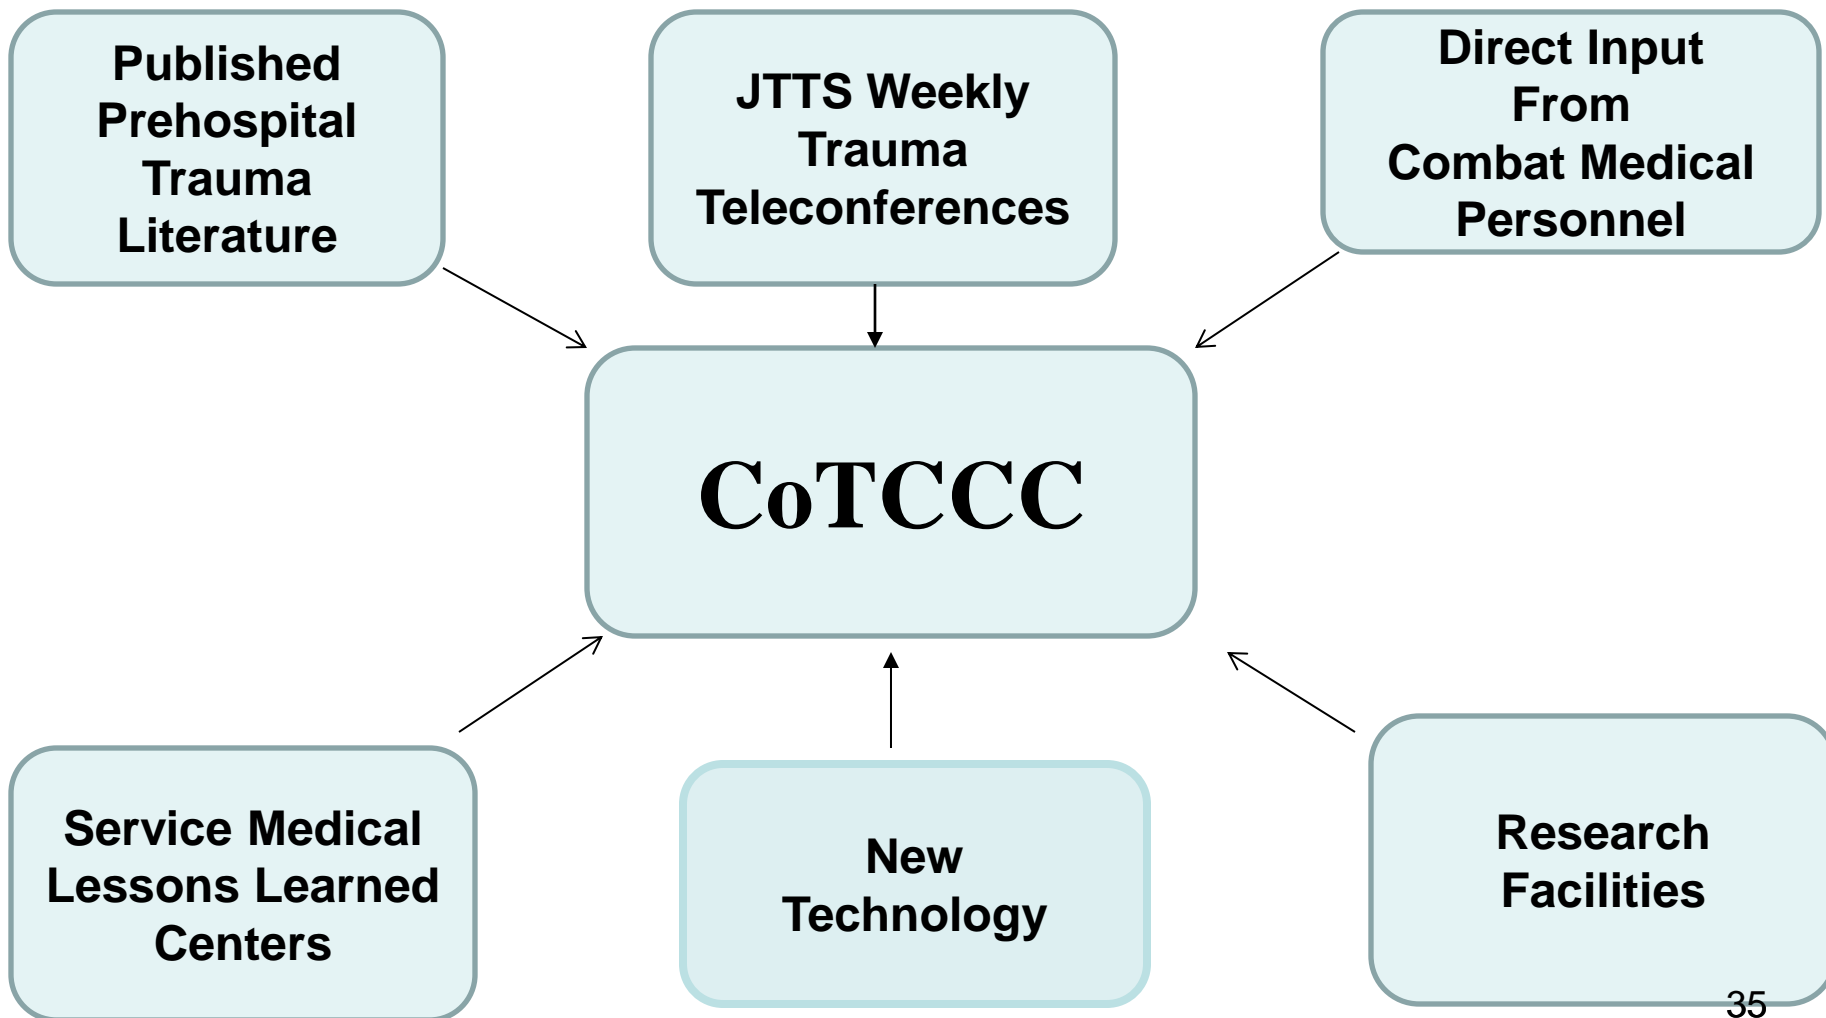 Published
Prehospital
Trauma
Literature
JTTS Weekly
Trauma
Teleconferences
Direct Input
From
Combat Medical
Personnel
CoTCCC
Service Medical
Lessons Learned
Centers
New
Technology
Research
Facilities
35